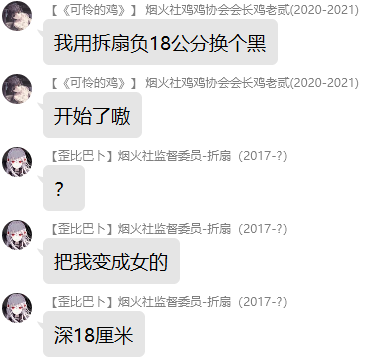 【《可怜的鸡》】烟火社鸡鸡协会会长鸡老贰(2020-2021)
我用拆扇负18公分换个黑
【《可怜的鸡》】烟火社鸡鸡协会会长鸡老贰(2020-2021)
开始了嗷
【歪比巴卜】烟火社监督委员-折扇（2017-?）
？
【歪比巴卜】烟火社监督委员-折扇（2017-?）
把我变成女的
【歪比巴卜】烟火社监督委员-折扇（2017-?）
深18厘米